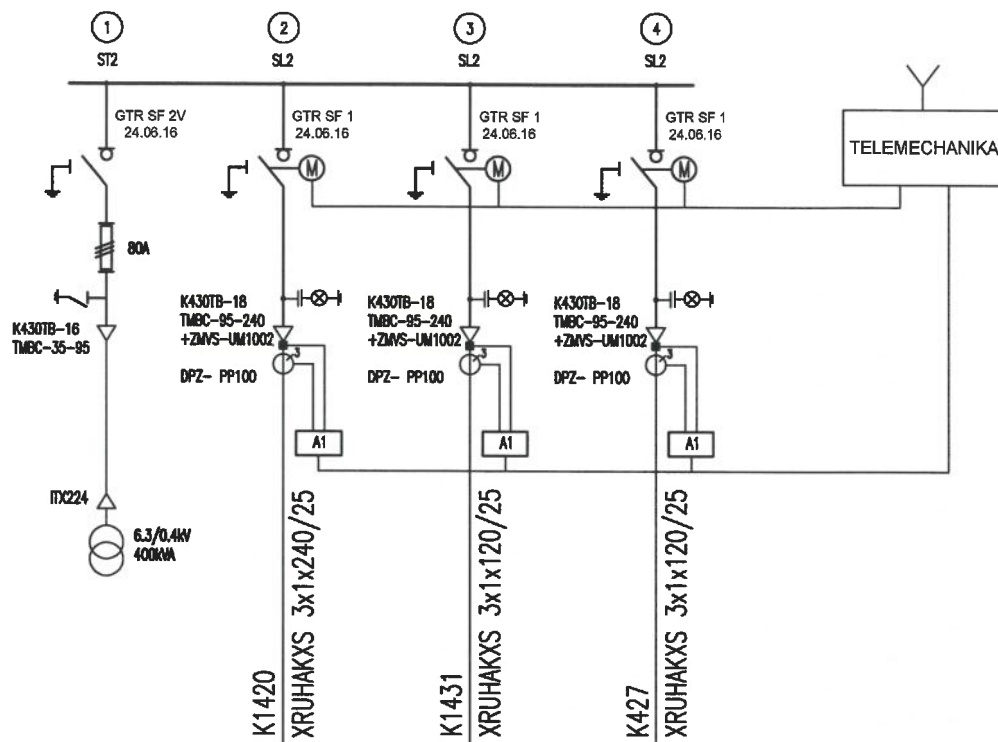 1
ST2
2
SL2
3
SL2
4
SL2
GTR SF 2V
24.06.16
GTR SF 1
24.06.16
GTR SF 1
24.06.16
GTR SF 1
24.06.16
TELEMECHANIKA
M
M
M
80A
K430TB-16
TMBC-35-95
K430TB-18
TMBC-95-240
+ZMVS-UM1002
3
DPZ- PP100
K430TB-18
TMBC-95-240
+ZMVS-UM1002
3
DPZ- PP100
K430TB-18
TMBC-95-240
+ZMVS-UM1002
3
DPZ- PP100
A1
A1
A1
ITX224
6.3/0.4kV
400kVA
K1420
XRUHAKXS 3x1x240/25
K1431
XRUHAKXS 3x1x120/25
K427
XRUHAKXS 3x1x120/25